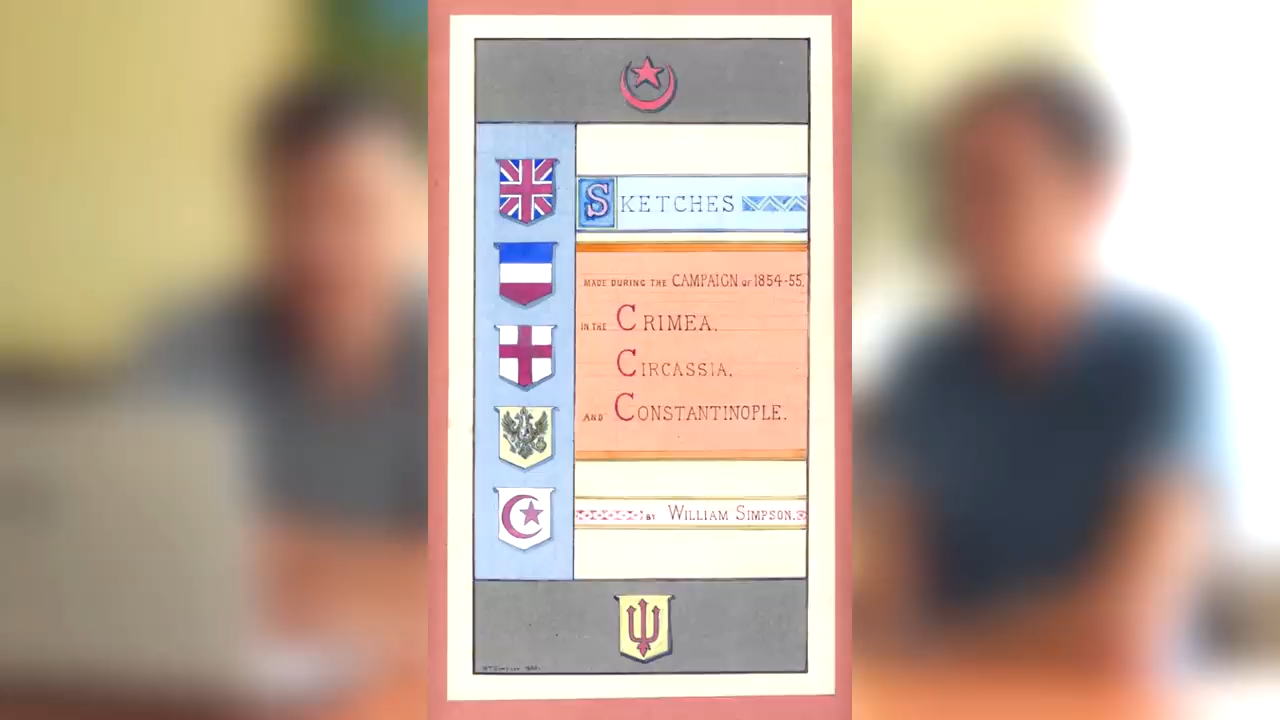 SKETCHES
MADE DURING THE CAMPAIGN OF 1854-55,
IN THE CRIMEA,
CIRCASSIA,
AND CONSTANTINOPLE.
BY WILLIAM SIMPSON.